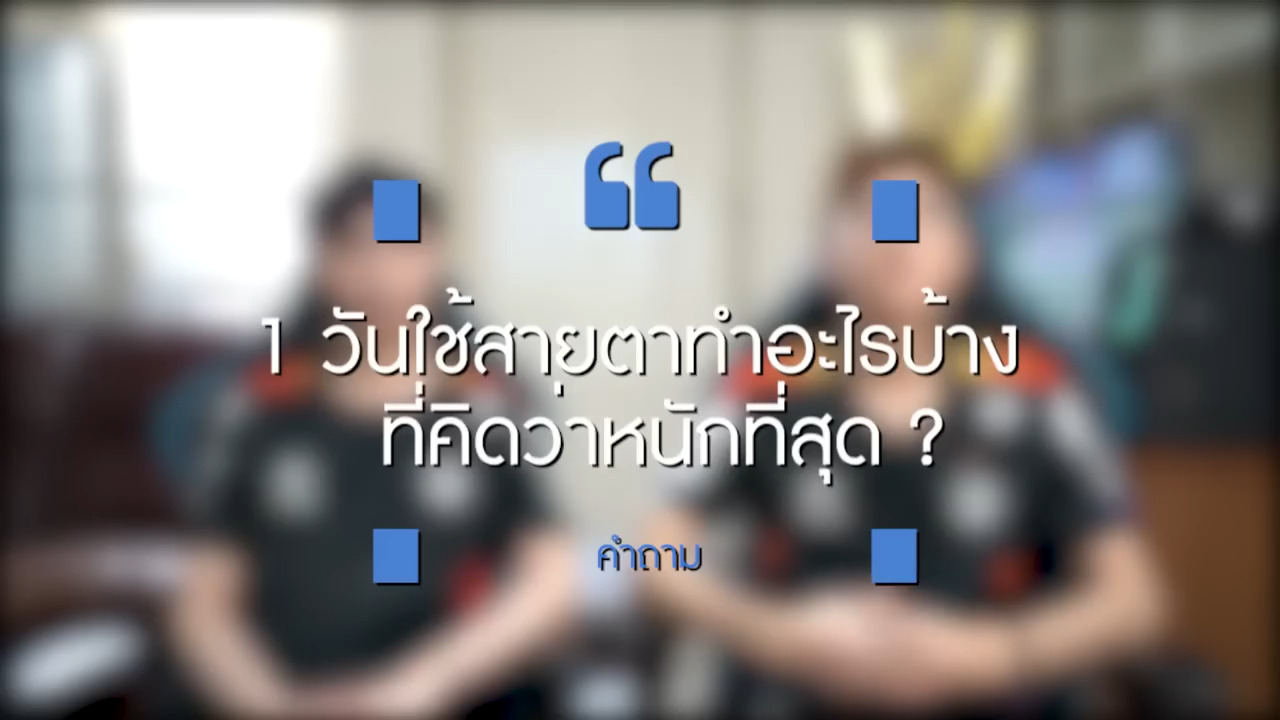 1 วันใช้สายตาทำอะไรบ้าง
ที่คิดว่าหนักที่สุด ?
คำถาม